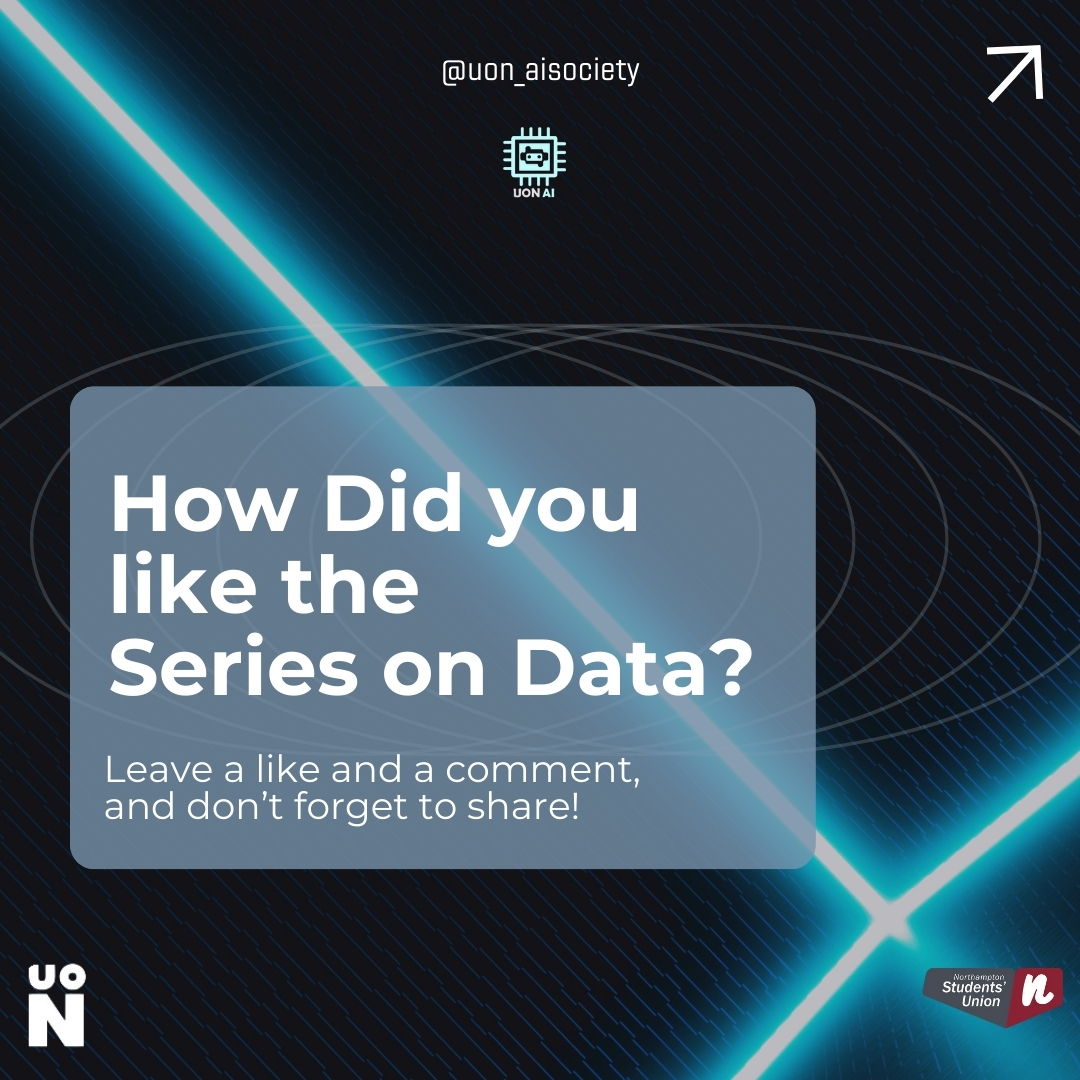 @uon_aisociety
UON AI
How Did you
like the
Series on Data?
Leave a like and a comment,
and don’t forget to share!
UO
N
Northampton
Students’
Union
n